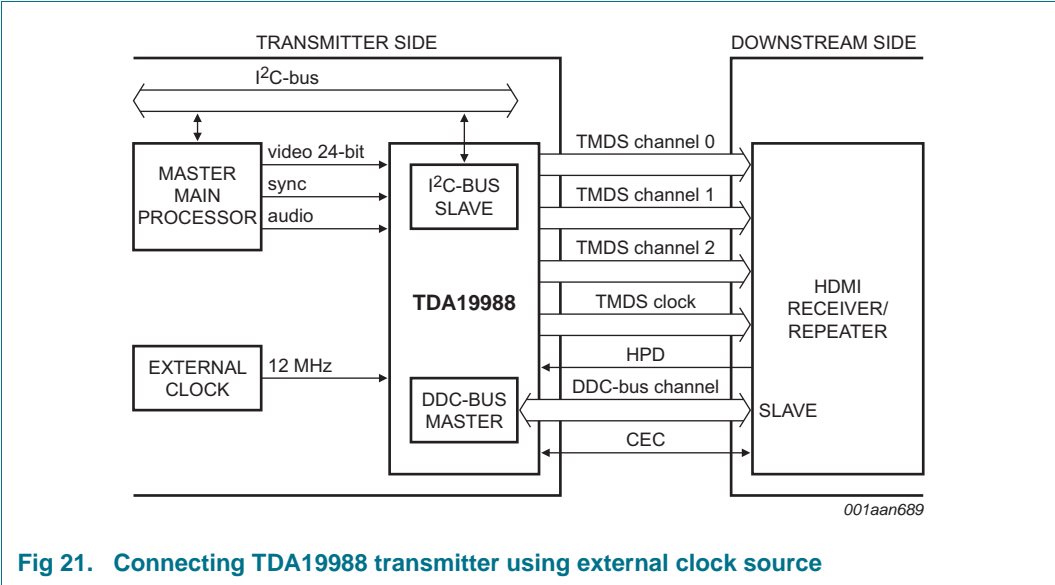 TRANSMITTER SIDE
DOWNSTREAM SIDE
I2C-bus
MASTER
MAIN
PROCESSOR
video 24-bit
sync
audio
I2C-BUS
SLAVE
TDA19988
EXTERNAL
CLOCK
12 MHz
DDC-BUS
MASTER
TMDS channel 0
TMDS channel 1
TMDS channel 2
TMDS clock
HPD
DDC-bus channel
CEC
HDMI
RECEIVER/
REPEATER
SLAVE
001aan689
Fig 21. Connecting TDA19988 transmitter using external clock source